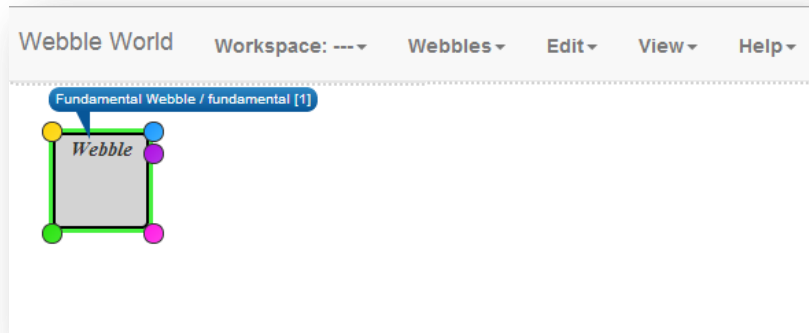 Webble World Workspace: --- Webbles Edit View Help
Fundamental Webble / fundamental [1]
Webble